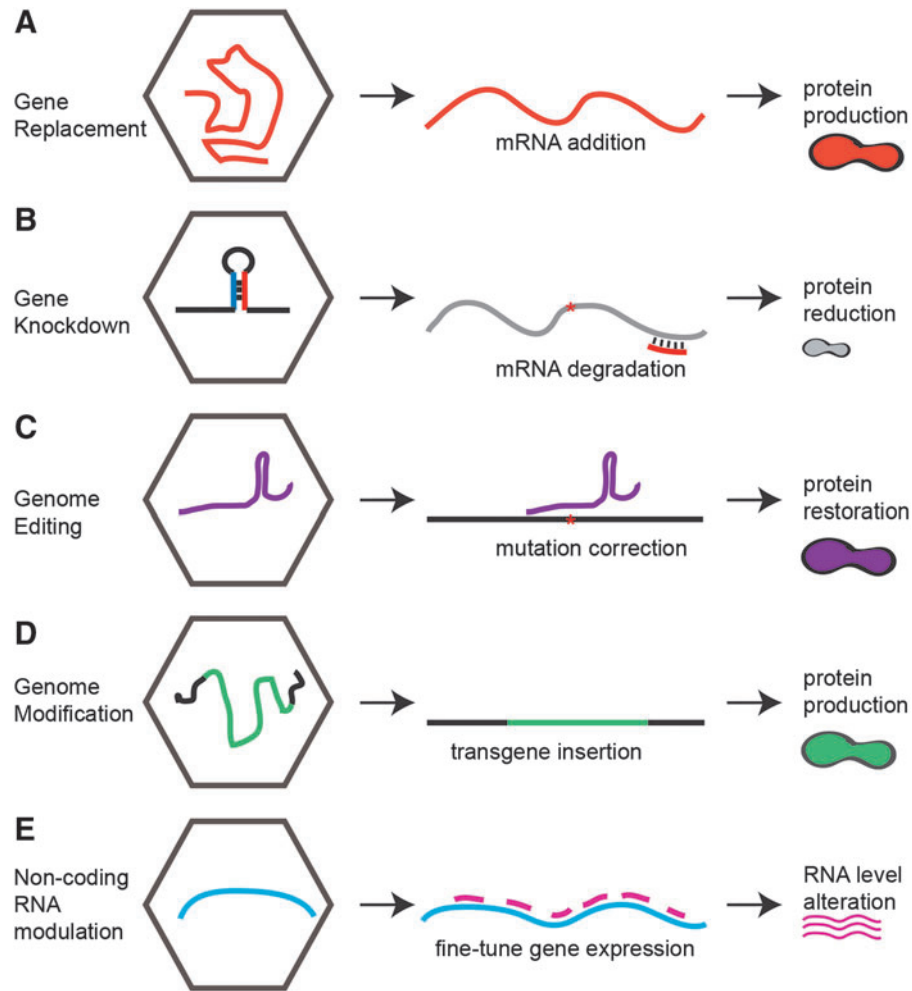 A
Gene
Replacement
mRNA addition
protein
production
B
Gene
Knockdown
*
mRNA degradation
protein
reduction
C
Genome
Editing
*
mutation correction
protein
restoration
D
Genome
Modification
transgene insertion
protein
production
E
Non-coding
RNA
modulation
fine-tune gene expression
RNA level
alteration